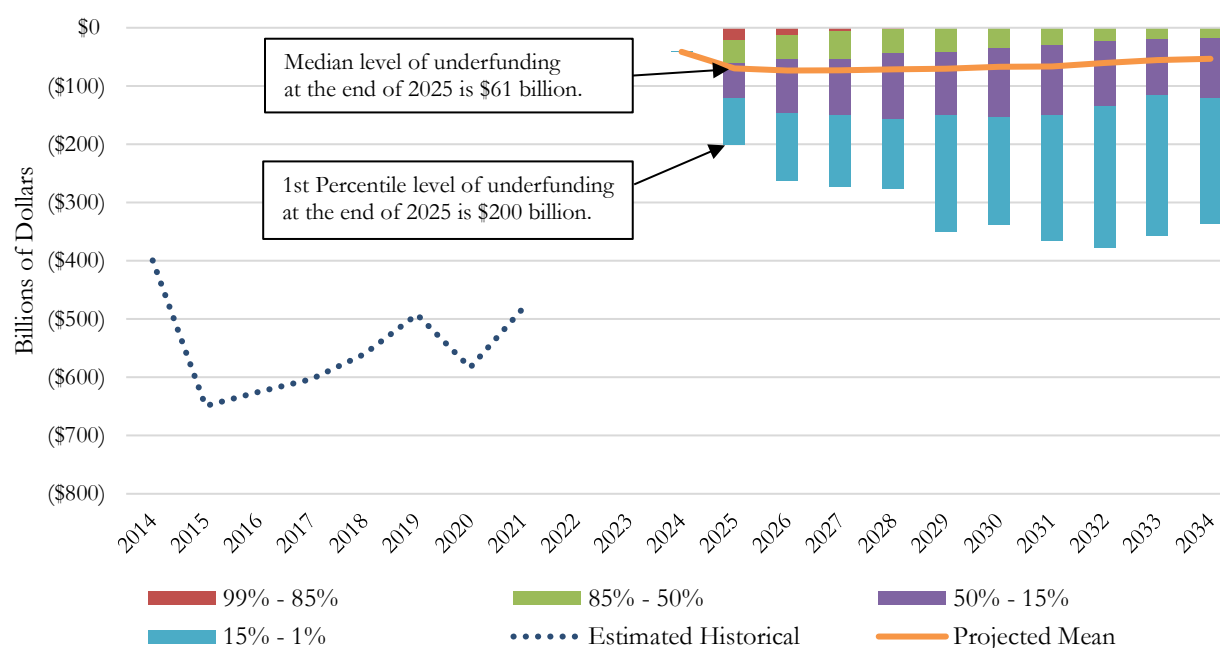 $0
($100)
($200)
($300)
($400)
($500)
($600)
($700)
($800)
Billions of Dollars
Median level of underfunding
at the end of 2025 is $61 billion.
1st Percentile level of underfunding
at the end of 2025 is $200 billion.
2014
2015
2016
2017
2018
2019
2020
2021
2022
2023
2024
2025
2026
2027
2028
2029
2030
2031
2032
2033
2034
99% - 85%
85% - 50%
50% - 15%
15% - 1%
Estimated Historical
Projected Mean